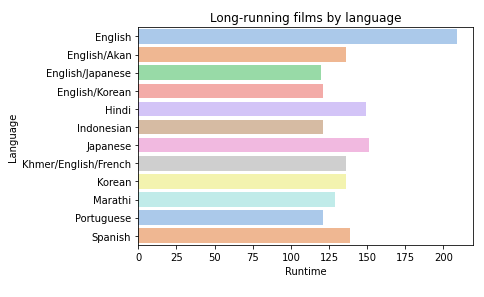 Long-running films by language
Language
English
English/Akan
English/Japanese
English/Korean
Hindi
Indonesian
Japanese
Khmer/English/French
Korean
Marathi
Portuguese
Spanish
0 25 50 75 100 125 150 175 200
Runtime